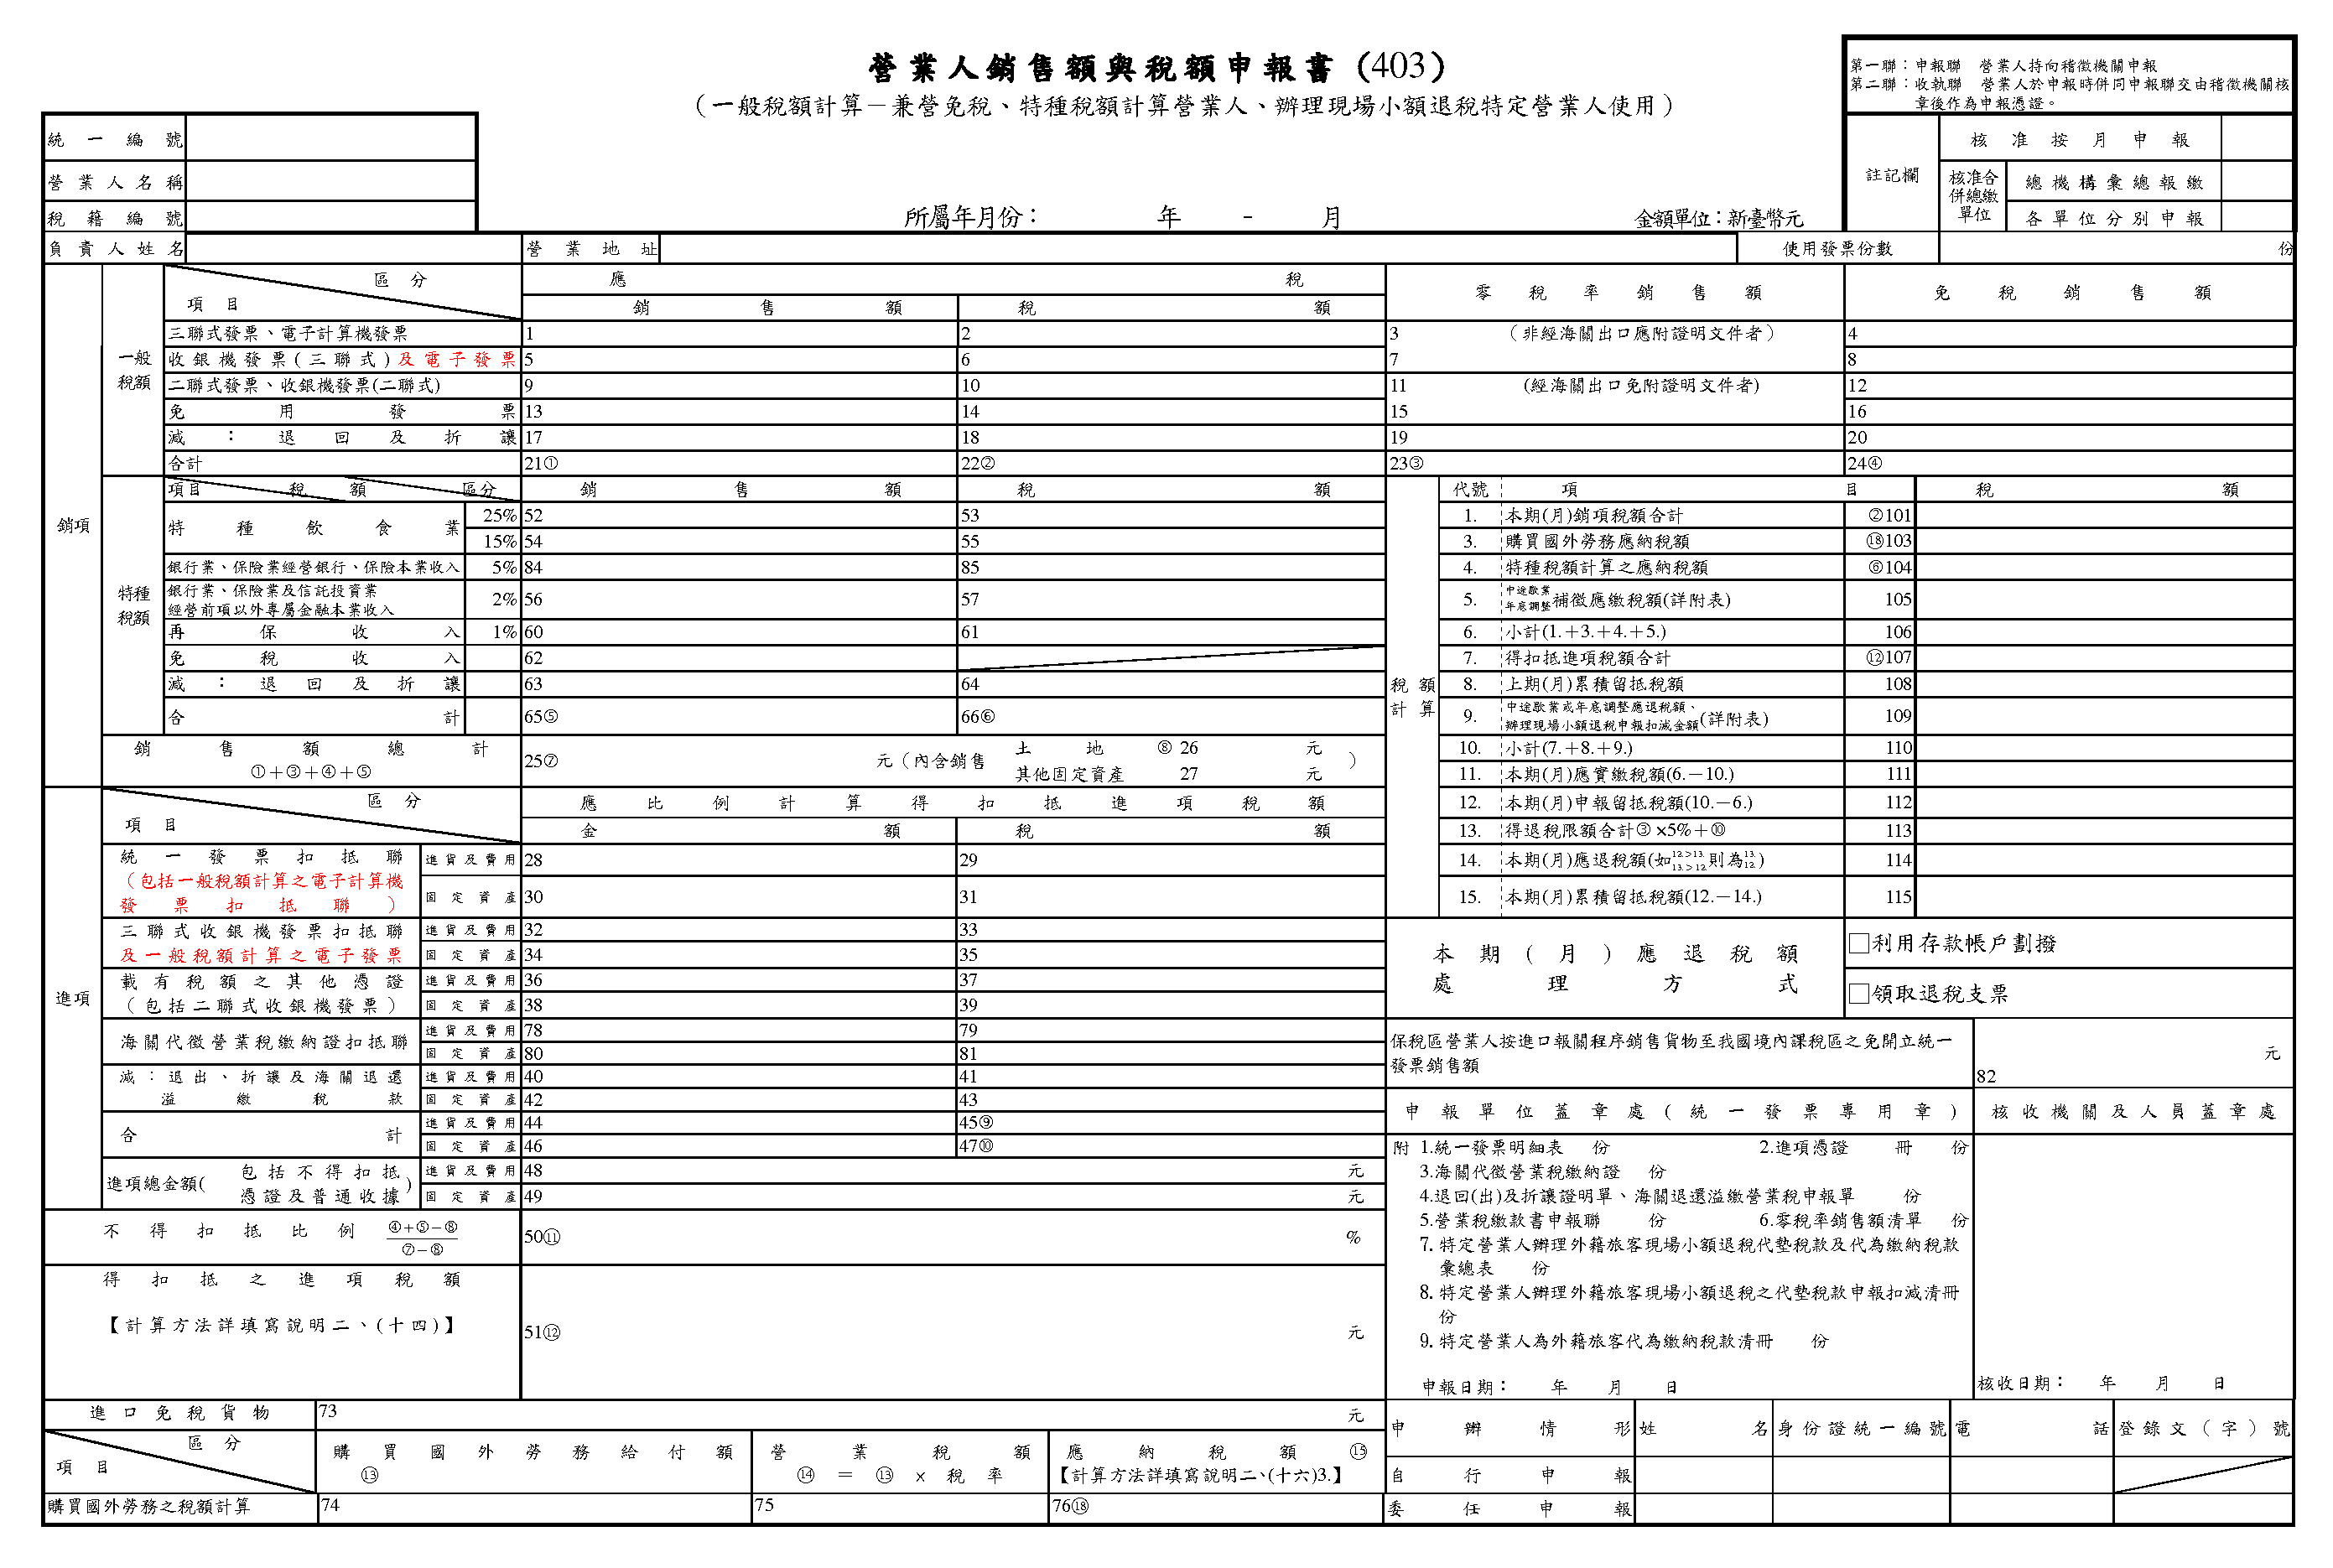 營業人銷售額與稅額申報書（403）
（一般稅額計算－兼營免稅、特種稅額計算營業人、辦理現場小額退稅特定營業人使用）
第一聯：申報聯　營業人持向稽徵機關申報
第二聯：收執聯　營業人於申報時併同申報聯交由稽徵機關核
章後作為申報憑證。
統一編號
營業人名稱
稅籍編號
所屬年月份：　年　-　月
金額單位：新臺幣元
註記欄
核准按月申報
核准合
併總繳
單位
總機構彙總報繳
各單位分別申報
負責人姓名
營業地址
使用發票份數　份
銷項
一般
稅額
區分
項目
應稅
銷售額　稅額
零稅率銷售額
免稅銷售額
三聯式發票、電子計算機發票　1　2　3　（非經海關出口應附證明文件者）　4
收銀機發票(三聯式)及電子發票　5　6　7　8
二聯式發票、收銀機發票(二聯式)　9　10　11　(經海關出口免附證明文件者)　12
免用發票　13　14　15　16
減：退回及折讓　17　18　19　20
合計　21①　22②　23③　24④
特種
稅額
項目　稅額　區分　銷售額　稅額
特種飲食業　25%　52　53
15%　54　55
銀行業、保險業經營銀行、保險本業收入　5%　84　85
銀行業、保險業及信託投資業
經營前項以外專屬金融本業收入　2%　56　57
再保收入　1%　60　61
免稅收入　62
減：退回及折讓　63　64
合計　65⑤　66⑥
銷售額總計
①＋③＋④＋⑤
25⑦　元（內含銷售　土地　⑧ 26　元
其他固定資產　27　元　）
稅額
計算
代號　項目　稅額
1.　本期(月)銷項稅額合計　②101
3.　購買國外勞務應納稅額　⑱103
4.　特種稅額計算之應納稅額　⑥104
5.　中途歇業
年底調整補徵應繳稅額(詳附表)　105
6.　小計(1.＋3.＋4.＋5.)　106
7.　得扣抵進項稅額合計　⑫107
8.　上期(月)累積留抵稅額　108
9.　中途歇業或年底調整應退稅額、
辦理現場小額退稅申報扣減金額(詳附表)　109
10.　小計(7.＋8.＋9.)　110
11.　本期(月)應實繳稅額(6.－10.)　111
12.　本期(月)申報留抵稅額(10.－6.)　112
13.　得退稅限額合計③×5%＋⑩　113
14.　本期(月)應退稅額(如12.>13.則為13.)　114
13.>12.　12.
15.　本期(月)累積留抵稅額(12.－14.)　115
進項
區分
項目
應比例計算得扣抵進項稅額
金額　稅額
統一發票扣抵聯
（包括一般稅額計算之電子計算機
發票扣抵聯）
進貨及費用　28　29
固定資產　30　31
三聯式收銀機發票扣抵聯
及一般稅額計算之電子發票
進貨及費用　32　33
固定資產　34　35
載有稅額之其他憑證
（包括二聯式收銀機發票）
進貨及費用　36　37
固定資產　38　39
海關代徵營業稅繳納證扣抵聯
進貨及費用　78　79
固定資產　80　81
減：退出、折讓及海關退還
溢繳稅款
進貨及費用　40　41
固定資產　42　43
合計
進貨及費用　44　45⑨
固定資產　46　47⑩
進項總金額(包括不得扣抵
憑證及普通收據)
進貨及費用　48　元
固定資產　49　元
不得扣抵比例　④+⑤−⑧
⑦−⑧
50⑪　%
得扣抵之進項稅額
【計算方法詳填寫說明二、(十四)】
51⑫　元
本期(月)應退稅額
處理方式
□利用存款帳戶劃撥
□領取退稅支票
保稅區營業人按進口報關程序銷售貨物至我國境內課稅區之免開立統一
發票銷售額
82　元
申報單位蓋章處(統一發票專用章)
核收機關及人員蓋章處
附 1.統一發票明細表　份　2.進項憑證　冊　份
3.海關代徵營業稅繳納證　份
4.退回(出)及折讓證明單、海關退還溢繳營業稅申報單　份
5.營業稅繳款書申報聯　份　6.零稅率銷售額清單　份
7.特定營業人辦理外籍旅客現場小額退稅代墊稅款及代為繳納稅款
彙總表　份
8.特定營業人辦理外籍旅客現場小額退稅之代墊稅款申報扣減清冊
份
9.特定營業人為外籍旅客代為繳納稅款清冊　份
申報日期：　年　月　日
核收日期：　年　月　日
進口免稅貨物　73　元
區分
項目
購買國外勞務給付額
⑬
營業稅額
⑭ ＝ ⑬ × 稅率
應納稅額　⑮
【計算方法詳填寫說明二、(十六)3.】
購買國外勞務之稅額計算　74　75　76⑱
申辦情形　姓名　身份證統一編號　電話　登錄文（字）號
自行申報
委任申報